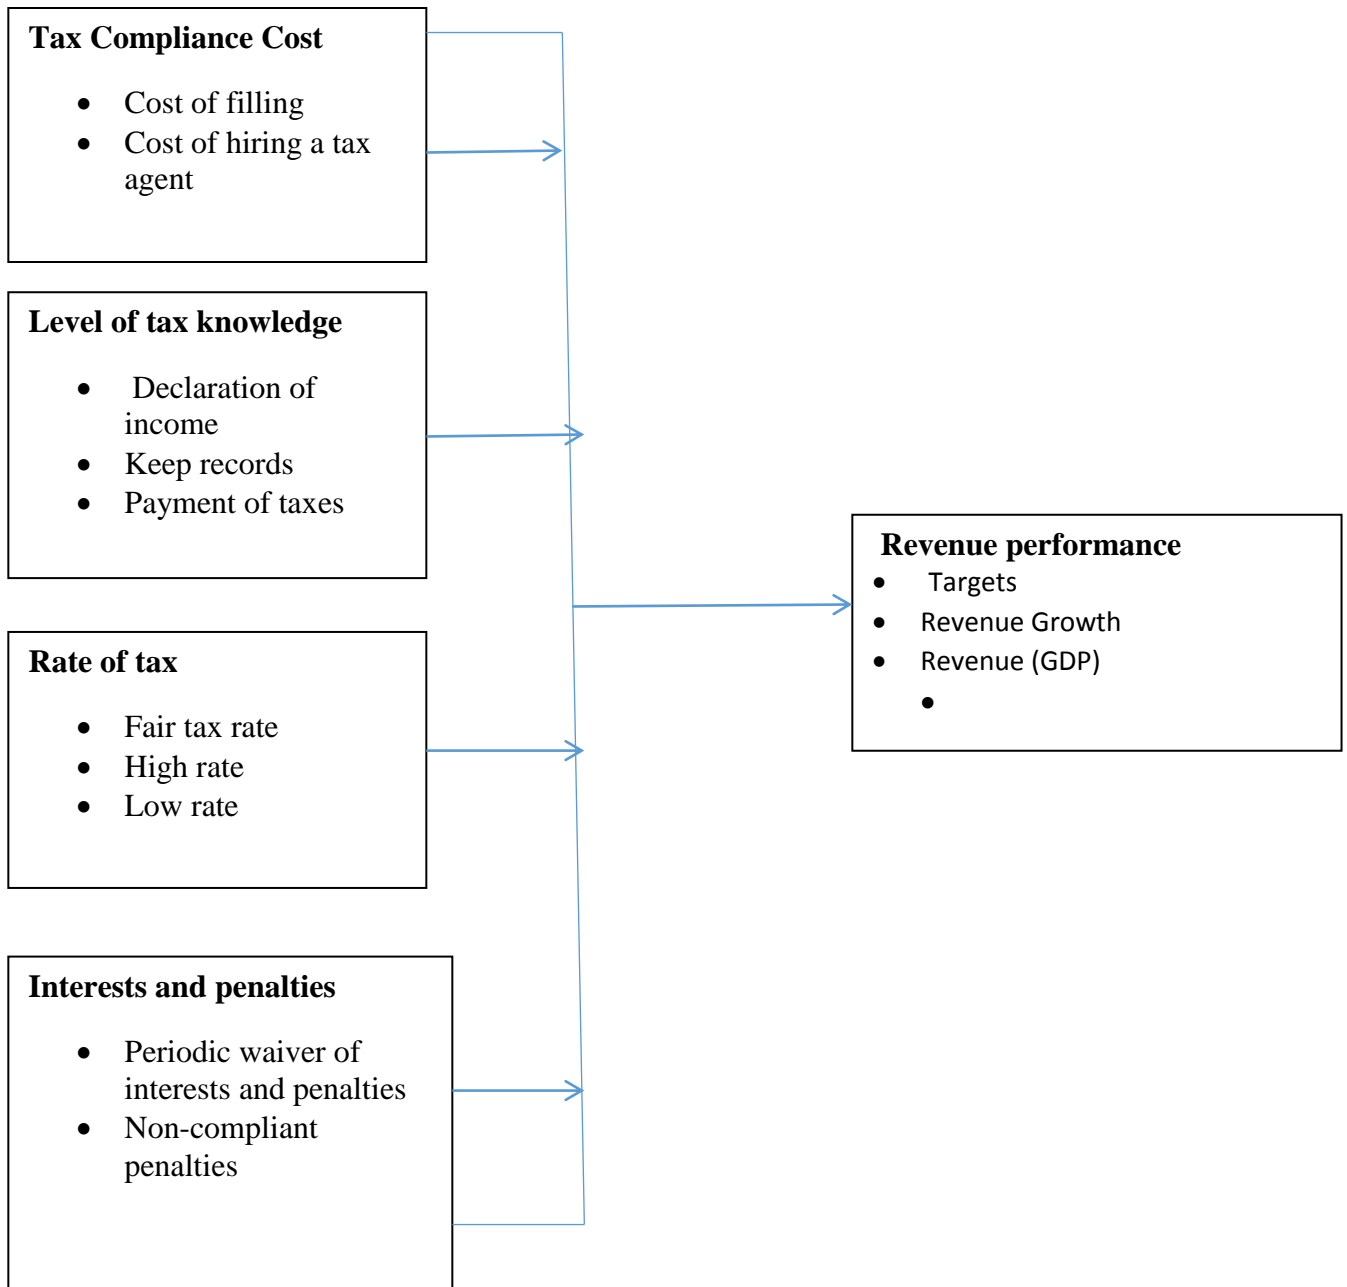 Tax Compliance Cost
• Cost of filling
• Cost of hiring a tax
agent
Level of tax knowledge
• Declaration of
income
• Keep records
• Payment of taxes
Rate of tax
• Fair tax rate
• High rate
• Low rate
Interests and penalties
• Periodic waiver of
interests and penalties
• Non-compliant
penalties
Revenue performance
• Targets
• Revenue Growth
• Revenue (GDP)
•